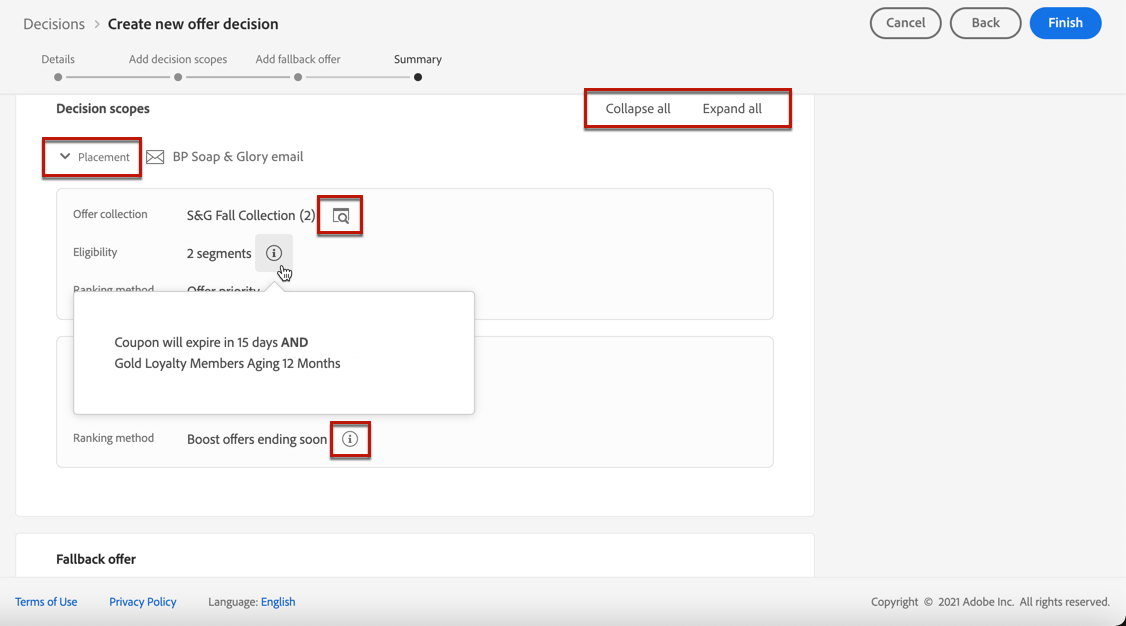 Decisions > Create new offer decision
Cancel
Back
Finish
Details
Add decision scopes
Add fallback offer
Summary
Decision scopes
Collapse all
Expand all
Placement
BP Soap & Glory email
Offer collection
S&G Fall Collection (2)
Eligibility
2 segments
Ranking method
Offer priority
Coupon will expire in 15 days AND
Gold Loyalty Members Aging 12 Months
Ranking method
Boost offers ending soon
Fallback offer
Terms of Use
Privacy Policy
Language: English
Copyright © 2021 Adobe Inc. All rights reserved.